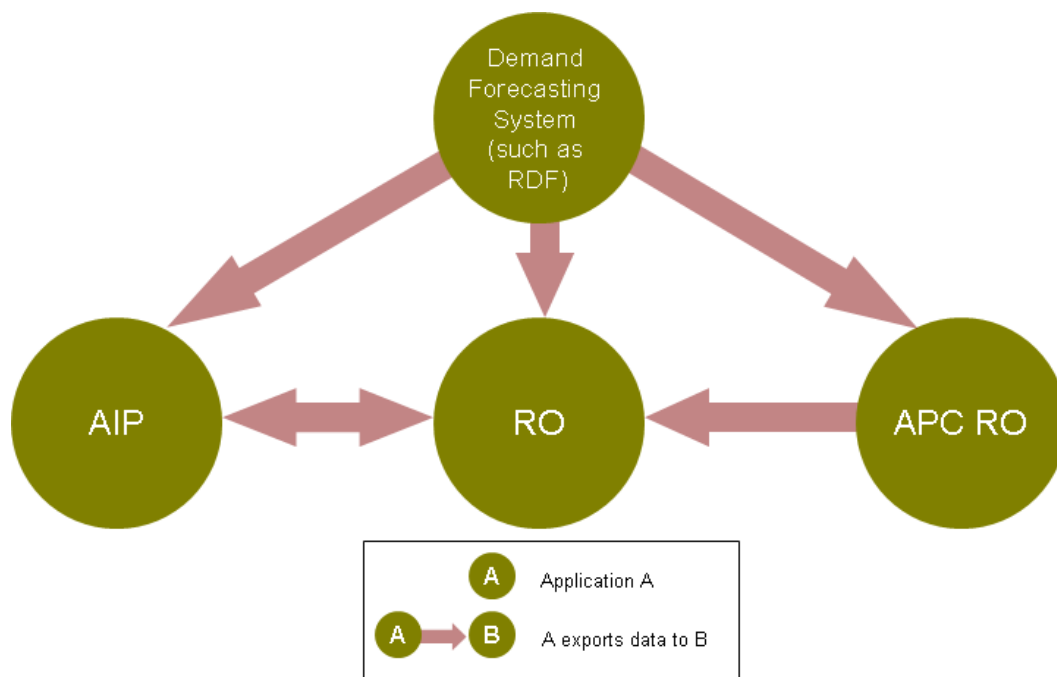 Demand
Forecasting
System
(such as
RDF)
AIP
RO
APC RO
A
Application A
A
B
A exports data to B